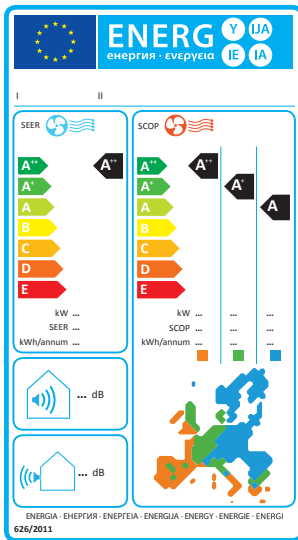 ENERG Y IJA
енергия · ενεργεια IE IA
I II
SEER
A++ A++
A+
A
B
C
D
E
kW ...
SEER ...
kWh/annum ...
SCOP
A++ A++
A+ A+
A A
B
C
D
E
kW ... ... ...
SCOP ... ... ...
kWh/annum ... ... ...
... dB
... dB
ENERGIA · ЕНЕРГИЯ · ΕΝΕΡΓΕΙΑ · ENERGIJA · ENERGY · ENERGIE · ENERGI
626/2011